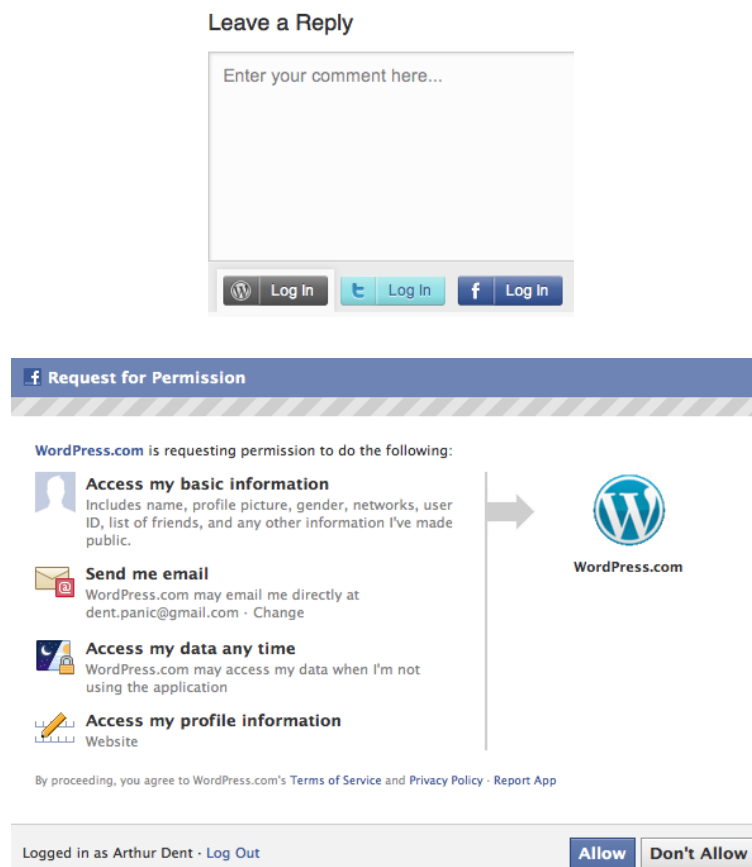 Leave a Reply
Enter your comment here...
Log In
Log In
Log In
Request for Permission
WordPress.com is requesting permission to do the following:
Access my basic information
Includes name, profile picture, gender, networks, user
ID, list of friends, and any other information I've made
public.
Send me email
WordPress.com may email me directly at
dent.panic@gmail.com · Change
Access my data any time
WordPress.com may access my data when I'm not
using the application
Access my profile information
Website
WordPress.com
By proceeding, you agree to WordPress.com's Terms of Service and Privacy Policy · Report App
Logged in as Arthur Dent · Log Out
Allow
Don't Allow